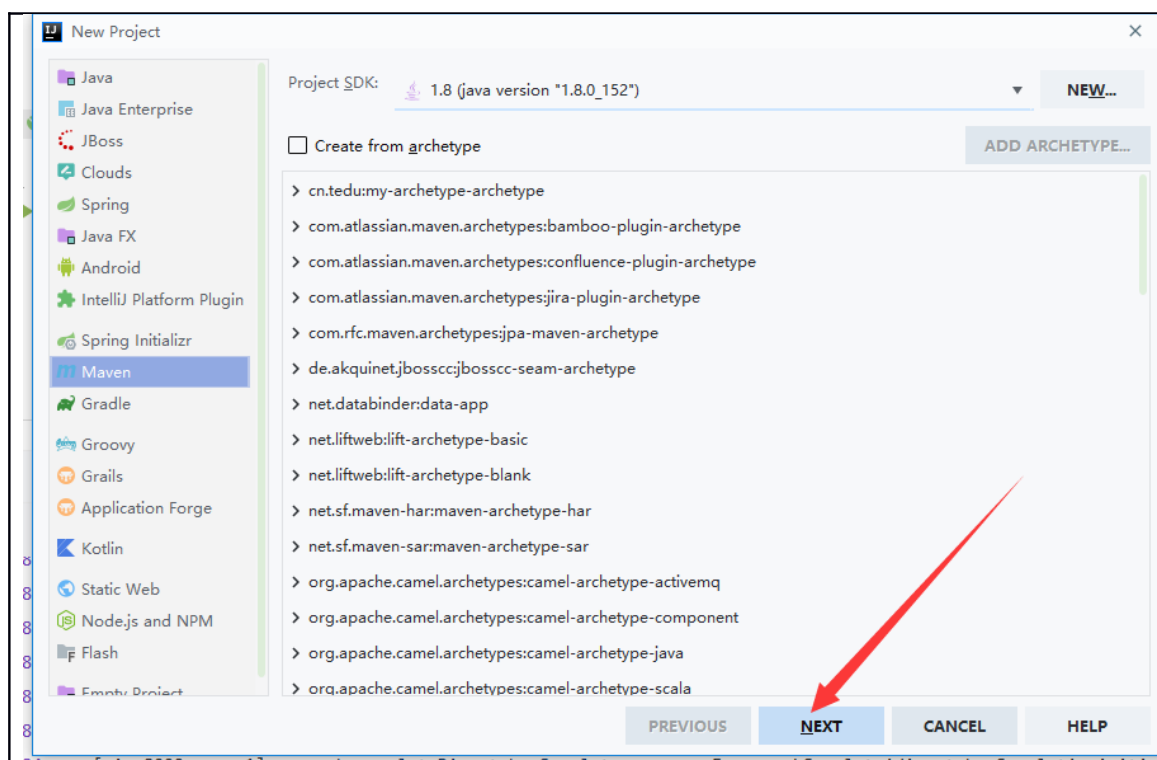 New Project
Java
Java Enterprise
JBoss
Clouds
Spring
Java FX
Android
IntelliJ Platform Plugin
Spring Initializr
Maven
Gradle
Groovy
Grails
Application Forge
Kotlin
Static Web
Node.js and NPM
Flash
Empty Project
Project SDK: 1.8 (java version "1.8.0_152") NEW...
Create from archetype ADD ARCHETYPE...
cn.tedu:my-archetype-archetype
com.atlassian.maven.archetypes:bamboo-plugin-archetype
com.atlassian.maven.archetypes:confluence-plugin-archetype
com.atlassian.maven.archetypes:jira-plugin-archetype
com.rfc.maven.archetypes:jpa-maven-archetype
de.akquinet.jbosscc:jbosscc-seam-archetype
net.databinder:data-app
net.liftweb:lift-archetype-basic
net.liftweb:lift-archetype-blank
net.sf.maven-har:maven-archetype-har
net.sf.maven-sar:maven-archetype-sar
org.apache.camel.archetypes:camel-archetype-activemq
org.apache.camel.archetypes:camel-archetype-component
org.apache.camel.archetypes:camel-archetype-java
org.apache.camel.archetypes:camel-archetype-scala
PREVIOUS NEXT CANCEL HELP